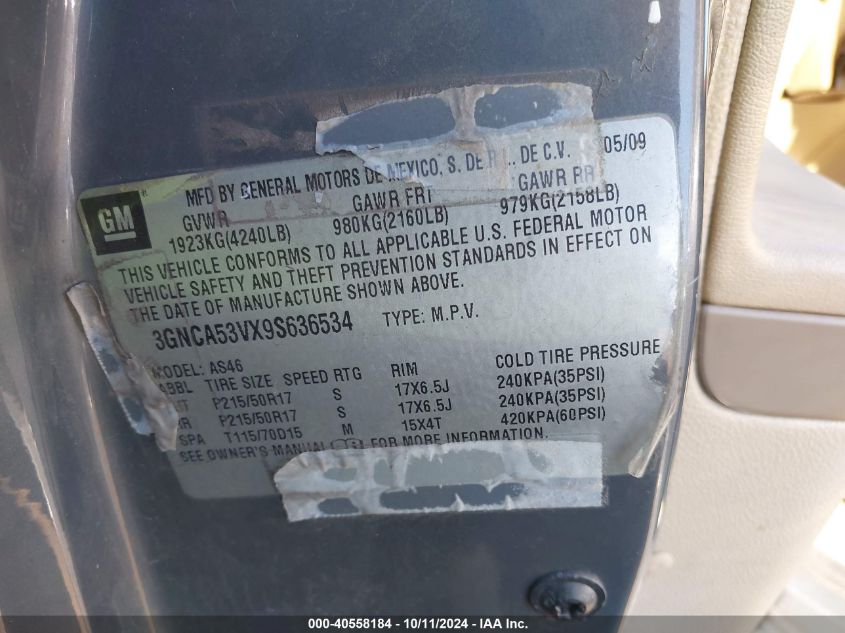 05/09
MFD BY GENERAL MOTORS DE MEXICO, S. DE R.L. DE C.V.
GVWR GAWR FRT GAWR RR
1923KG(4240LB) 980KG(2160LB) 979KG(2158LB)
GM
THIS VEHICLE CONFORMS TO ALL APPLICABLE U.S. FEDERAL MOTOR
VEHICLE SAFETY AND THEFT PREVENTION STANDARDS IN EFFECT ON
THE DATE OF MANUFACTURE SHOWN ABOVE.
3GNCA53VX9S636534 TYPE: M.P.V.
MODEL: AS46
TIRE SIZE SPEED RTG RIM COLD TIRE PRESSURE
P215/50R17 S 17X6.5J 240KPA(35PSI)
P215/50R17 S 17X6.5J 240KPA(35PSI)
SPA T115/70D15 M 15X4T 420KPA(60PSI)
SEE OWNER'S MANUAL FOR MORE INFORMATION.
000-40558184 - 10/11/2024 - IAA Inc.